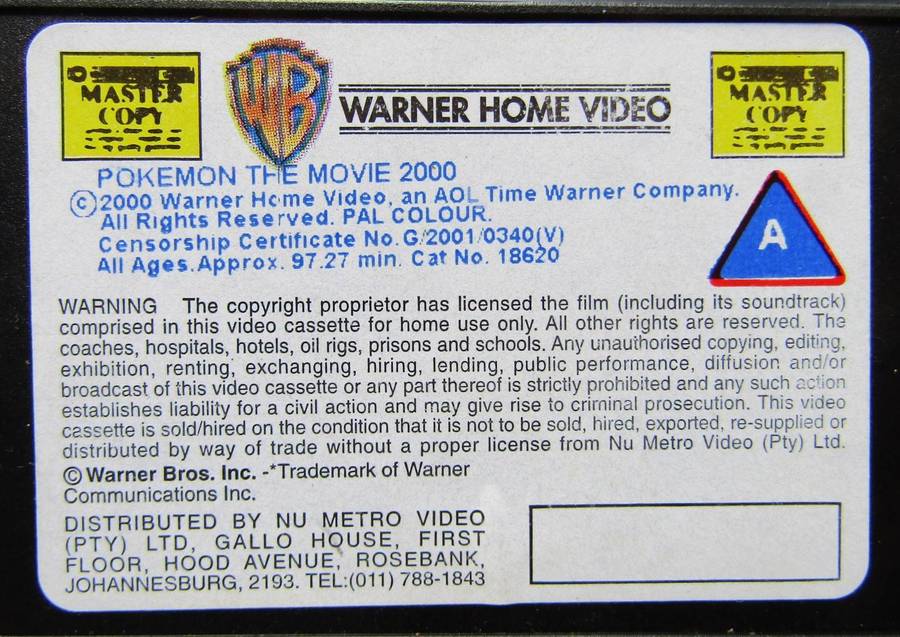 MASTER
COPY
WB
WARNER HOME VIDEO
MASTER
COPY
POKEMON THE MOVIE 2000
©2000 Warner Home Video, an AOL Time Warner Company.
All Rights Reserved. PAL COLOUR.
Censorship Certificate No. G/2001/0340(V)
All Ages. Approx. 97.27 min. Cat No. 18620
A
WARNING The copyright proprietor has licensed the film (including its soundtrack)
comprised in this video cassette for home use only. All other rights are reserved. The
coaches, hospitals, hotels, oil rigs, prisons and schools. Any unauthorised copying, editing,
exhibition, renting, exchanging, hiring, lending, public performance, diffusion and/or
broadcast of this video cassette or any part thereof is strictly prohibited and any such action
establishes liability for a civil action and may give rise to criminal prosecution. This video
cassette is sold/hired on the condition that it is not to be sold, hired, exported, re-supplied or
distributed by way of trade without a proper license from Nu Metro Video (Pty) Ltd.
© Warner Bros. Inc. -*Trademark of Warner
Communications Inc.
DISTRIBUTED BY NU METRO VIDEO
(PTY) LTD, GALLO HOUSE, FIRST
FLOOR, HOOD AVENUE, ROSEBANK,
JOHANNESBURG, 2193. TEL:(011) 788-1843